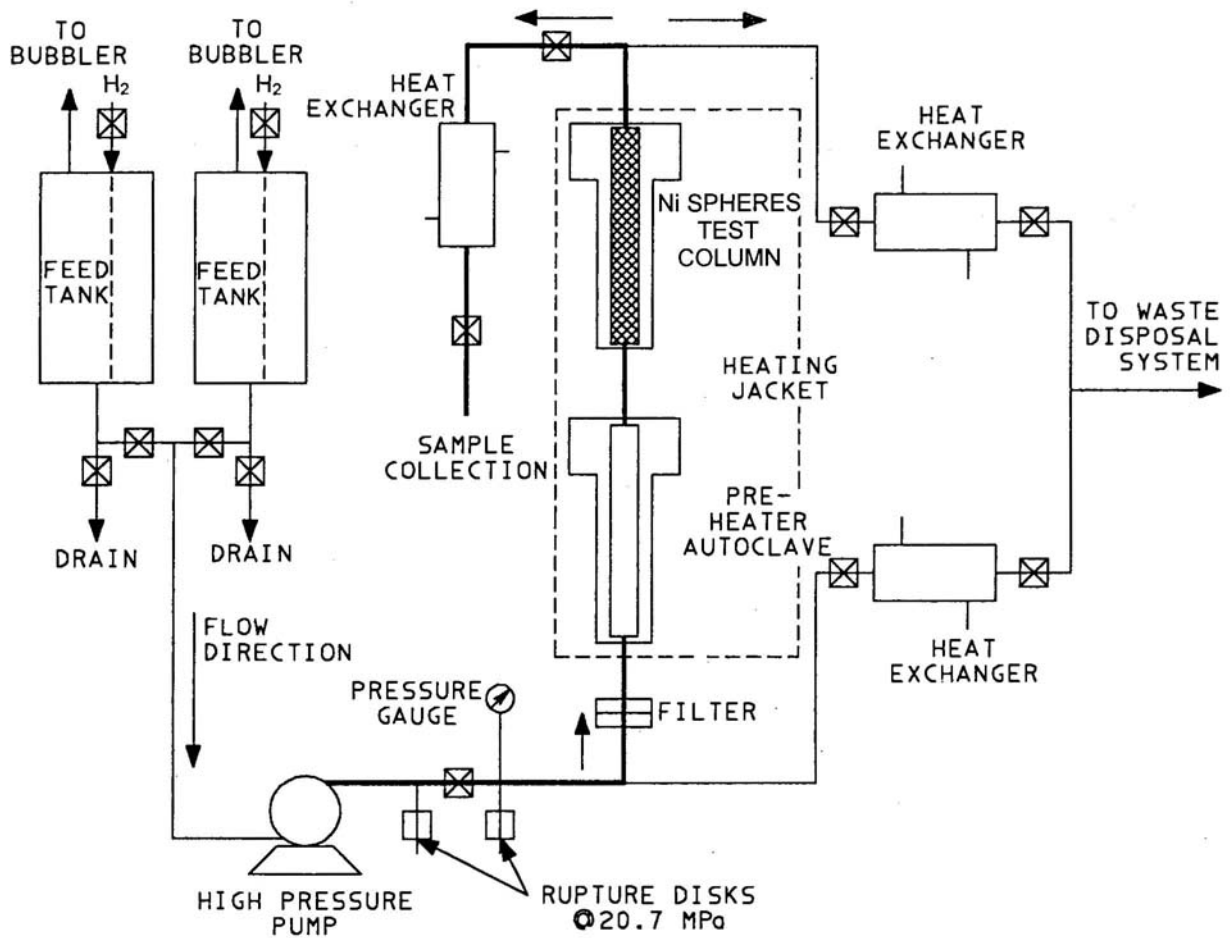 TO
BUBBLER
H₂
TO
BUBBLER
H₂
HEAT
EXCHANGER
HEAT
EXCHANGER
Ni SPHERES
TEST
COLUMN
FEED
TANK
FEED
TANK
TO WASTE
DISPOSAL
SYSTEM
HEATING
JACKET
SAMPLE
COLLECTION
PRE-
HEATER
AUTOCLAVE
DRAIN
DRAIN
FLOW
DIRECTION
HEAT
EXCHANGER
PRESSURE
GAUGE
FILTER
HIGH PRESSURE
PUMP
RUPTURE DISKS
@20.7 MPa